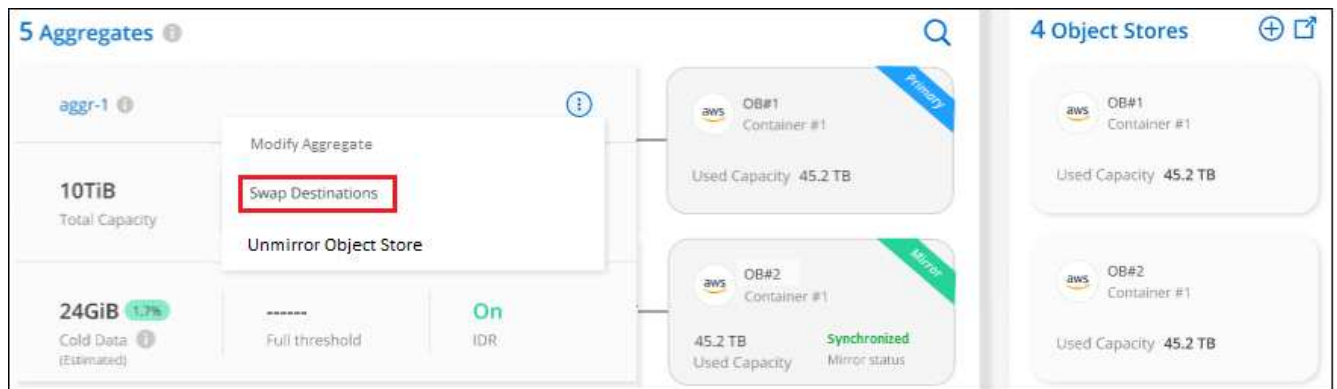 5 Aggregates
4 Object Stores
aggr-1
Modify Aggregate
Swap Destinations
Unmirror Object Store
10TiB
Total Capacity
24GiB 1.7%
Cold Data
(Estimated)
------
Full threshold
On
IDR
Primary
aws
OB#1
Container #1
Used Capacity 45.2 TB
Mirror
aws
OB#2
Container #1
45.2 TB
Used Capacity
Synchronized
Mirror status
aws
OB#1
Container #1
Used Capacity 45.2 TB
aws
OB#2
Container #1
Used Capacity 45.2 TB